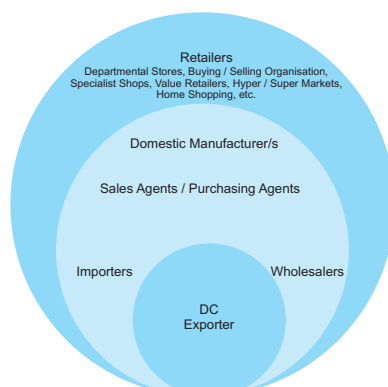 Retailers
Departmental Stores, Buying / Selling Organisation,
Specialist Shops, Value Retailers, Hyper / Super Markets,
Home Shopping, etc.
Domestic Manufacturer/s
Sales Agents / Purchasing Agents
Importers
Wholesalers
DC
Exporter